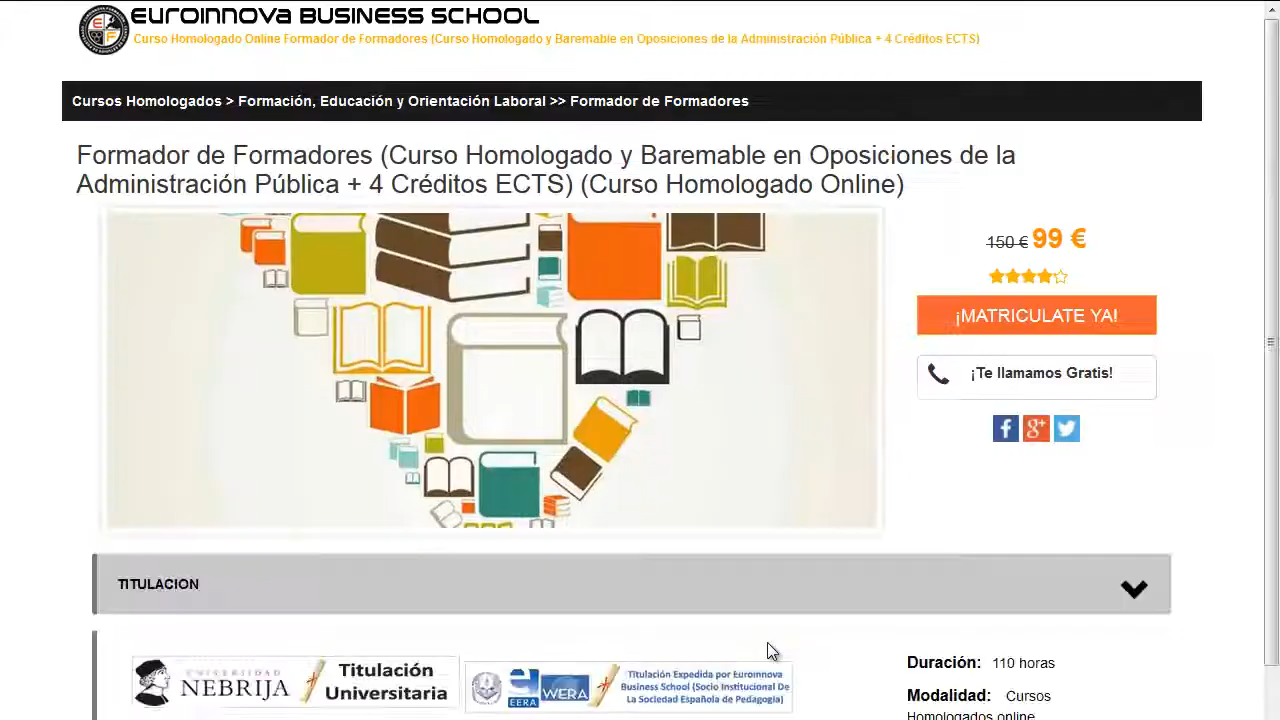 EUROINNOVA BUSINESS SCHOOL
Curso Homologado Online Formador de Formadores (Curso Homologado y Baremable en Oposiciones de la Administración Pública + 4 Créditos ECTS)
Cursos Homologados > Formación, Educación y Orientación Laboral >> Formador de Formadores
Formador de Formadores (Curso Homologado y Baremable en Oposiciones de la
Administración Pública + 4 Créditos ECTS) (Curso Homologado Online)
150 € 99 €
¡MATRICULATE YA!
¡Te llamamos Gratis!
TITULACION
UNIVERSIDAD
NEBRIJA
Titulación
Universitaria
EERA
WERA
Titulación Expedida por Euroinnova
Business School (Socio Institucional De
La Sociedad Española de Pedagogía)
Duración: 110 horas
Modalidad: Cursos
Homologados online